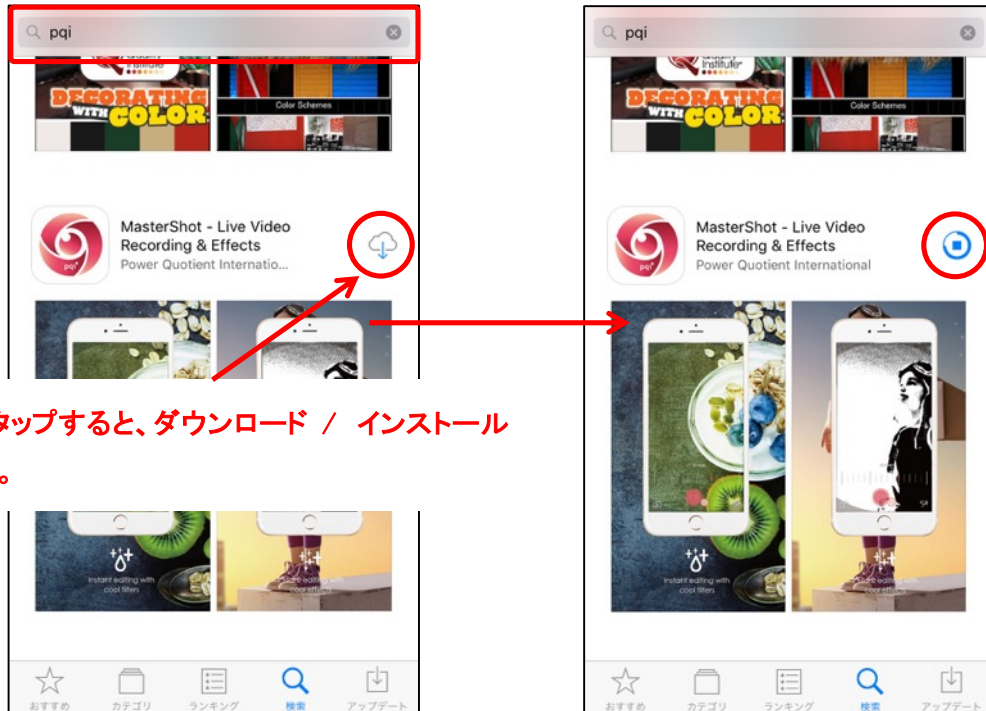 pqi
Quality
Institute
DECORATING
WITH COLOR
Color Schemes
MasterShot - Live Video
Recording & Effects
Power Quotient Internatio...
pqi
タップすると、ダウンロード / インストール
。
Instant editing with
cool filters
おすすめ
カテゴリ
ランキング
検索
アップデート
pqi
Institute
DECORATING
WITH COLOR
Color Schemes
MasterShot - Live Video
Recording & Effects
Power Quotient International
pqi
Instant editing with
cool filters
おすすめ
カテゴリ
ランキング
検索
アップデート